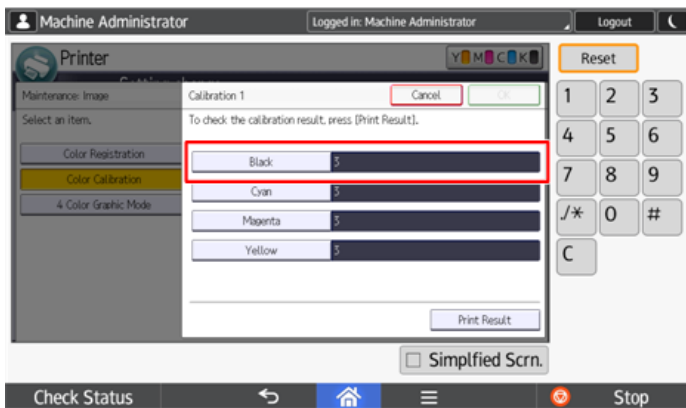 Machine Administrator
Logged in: Machine Administrator
Logout
Printer
Y M C K
Reset
Maintenance: Image
Calibration 1
Cancel
OK
Select an item.
To check the calibration result, press [Print Result].
Color Registration
Black 3
Color Calibration
Cyan 3
4 Color Graphic Mode
Magenta 3
Yellow 3
Print Result
1 2 3
4 5 6
7 8 9
./* 0 #
C
Simplfied Scrn.
Check Status
Stop